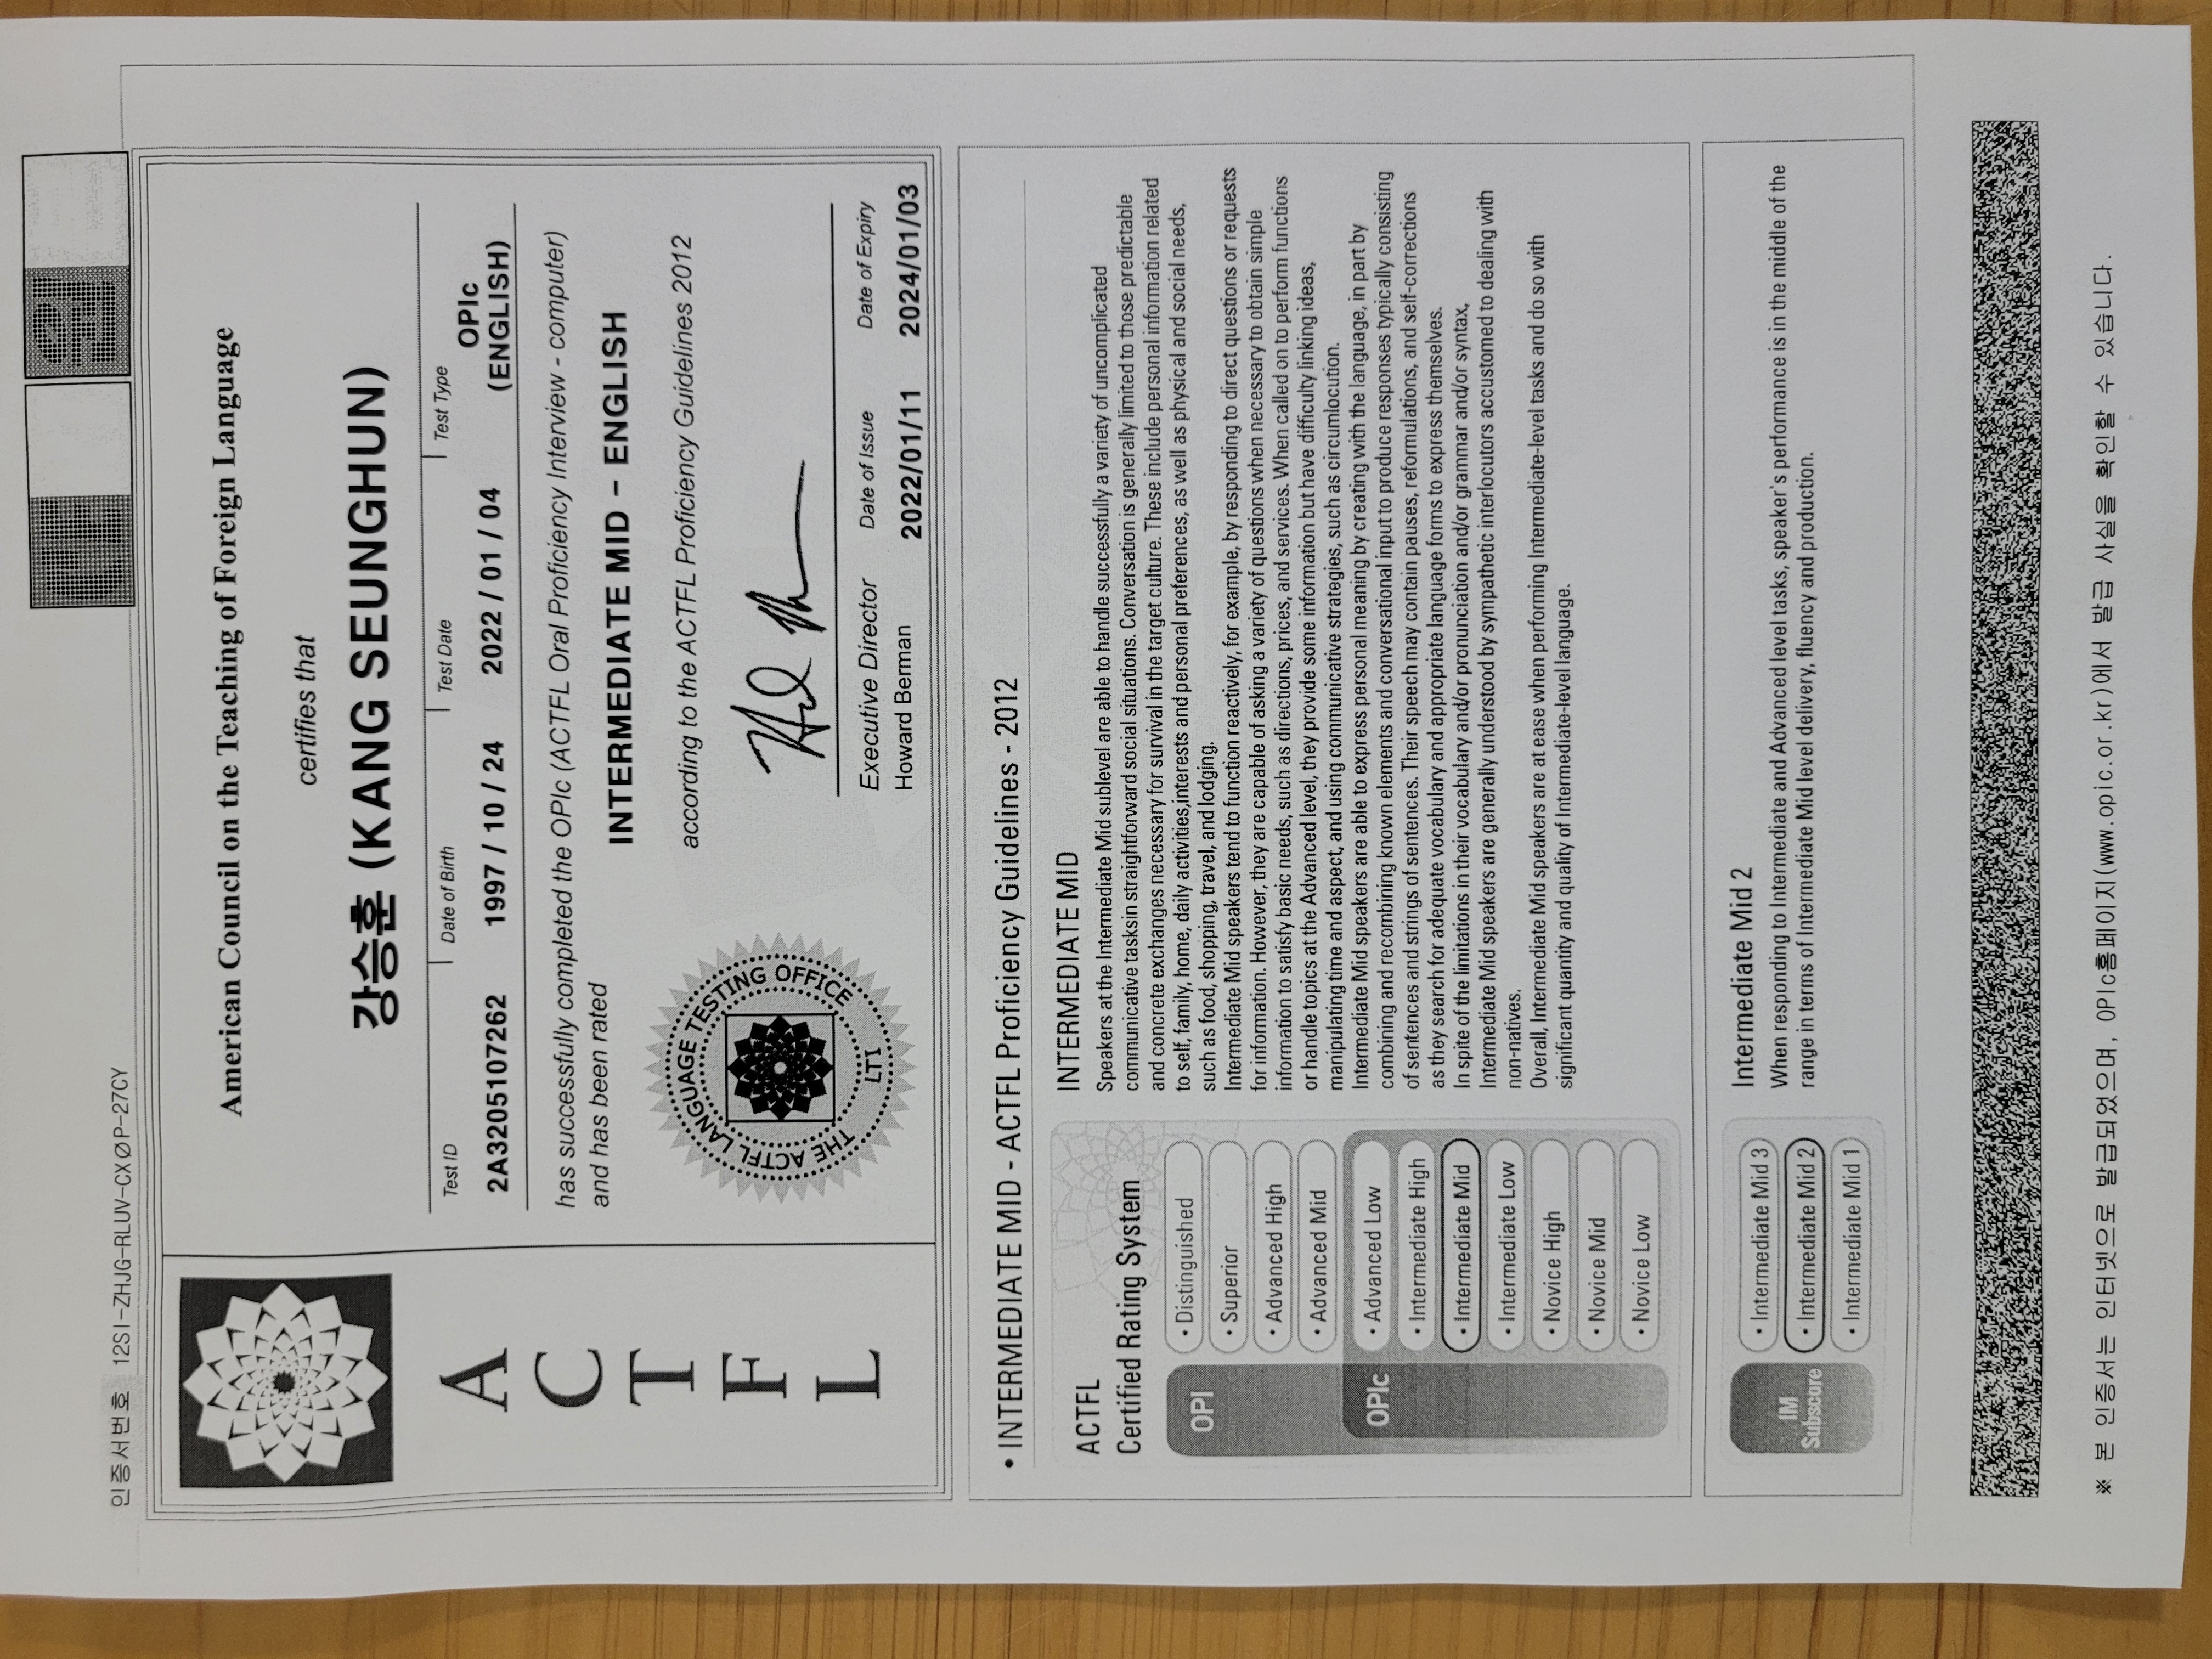 인증서번호 12SI-ZHJG-RLUV-CXØP-27CY
원본
American Council on the Teaching of Foreign Language
certifies that
강승훈 (KANG SEUNGHUN)
A
C
T
F
L
Test ID Date of Birth Test Date Test Type
2A3205107262 1997 / 10 / 24 2022 / 01 / 04 OPIc
(ENGLISH)
has successfully completed the OPIc (ACTFL Oral Proficiency Interview - computer)
and has been rated
INTERMEDIATE MID - ENGLISH
according to the ACTFL Proficiency Guidelines 2012
THE ACTFL LANGUAGE TESTING OFFICE
LTI
Executive Director Date of Issue Date of Expiry
Howard Berman 2022/01/11 2024/01/03
• INTERMEDIATE MID - ACTFL Proficiency Guidelines - 2012
ACTFL
Certified Rating System
OPI
• Distinguished
• Superior
• Advanced High
• Advanced Mid
OPIc
• Advanced Low
• Intermediate High
• Intermediate Mid
• Intermediate Low
• Novice High
• Novice Mid
• Novice Low
INTERMEDIATE MID
Speakers at the Intermediate Mid sublevel are able to handle successfully a variety of uncomplicated
communicative tasksin straightforward social situations. Conversation is generally limited to those predictable
and concrete exchanges necessary for survival in the target culture. These include personal information related
to self, family, home, daily activities,interests and personal preferences, as well as physical and social needs,
such as food, shopping, travel, and lodging.
Intermediate Mid speakers tend to function reactively, for example, by responding to direct questions or requests
for information. However, they are capable of asking a variety of questions when necessary to obtain simple
information to satisfy basic needs, such as directions, prices, and services. When called on to perform functions
or handle topics at the Advanced level, they provide some information but have difficulty linking ideas,
manipulating time and aspect, and using communicative strategies, such as circumlocution.
Intermediate Mid speakers are able to express personal meaning by creating with the language, in part by
combining and recombining known elements and conversational input to produce responses typically consisting
of sentences and strings of sentences. Their speech may contain pauses, reformulations, and self-corrections
as they search for adequate vocabulary and appropriate language forms to express themselves.
In spite of the limitations in their vocabulary and/or pronunciation and/or grammar and/or syntax,
Intermediate Mid speakers are generally understood by sympathetic interlocutors accustomed to dealing with
non-natives.
Overall, Intermediate Mid speakers are at ease when performing Intermediate-level tasks and do so with
significant quantity and quality of Intermediate-level language.
IM
Subscore
• Intermediate Mid 3
• Intermediate Mid 2
• Intermediate Mid 1
Intermediate Mid 2
When responding to Intermediate and Advanced level tasks, speaker's performance is in the middle of the
range in terms of Intermediate Mid level delivery, fluency and production.
※ 본 인증서는 인터넷으로 발급되었으며, OPIc홈페이지(www.opic.or.kr)에서 발급 사실을 확인할 수 있습니다.